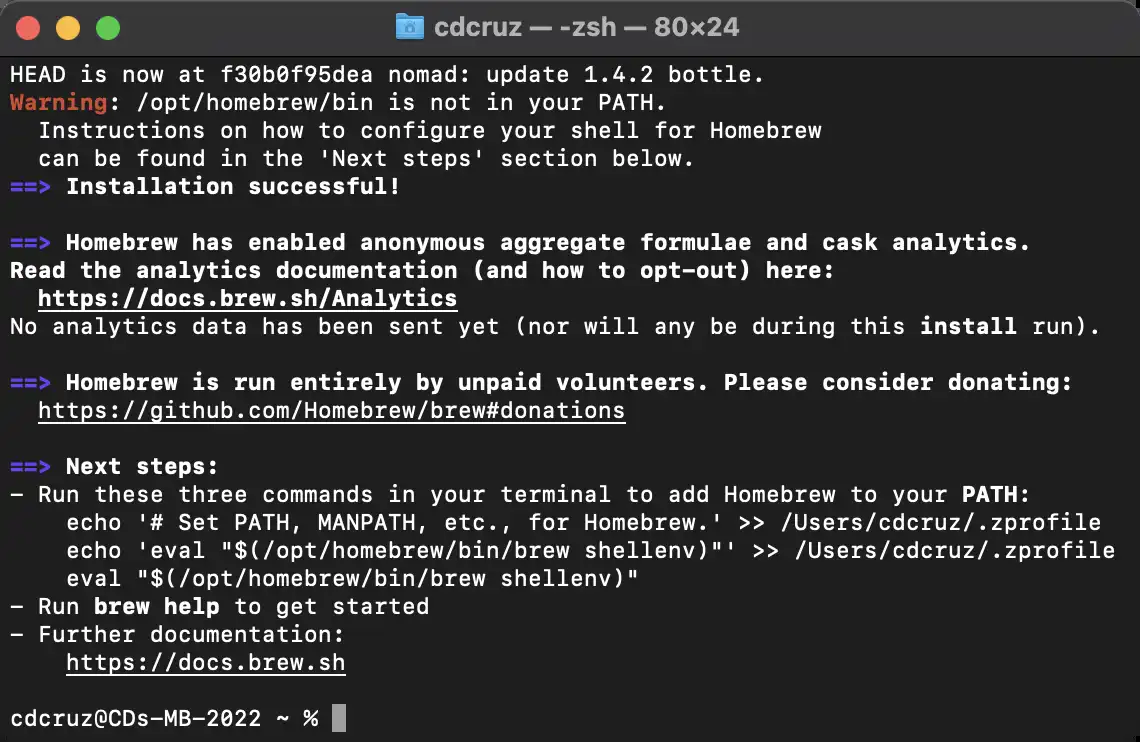 cdcruz — -zsh — 80×24
HEAD is now at f30b0f95dea nomad: update 1.4.2 bottle.
Warning: /opt/homebrew/bin is not in your PATH.
  Instructions on how to configure your shell for Homebrew
  can be found in the 'Next steps' section below.
==> Installation successful!

==> Homebrew has enabled anonymous aggregate formulae and cask analytics.
Read the analytics documentation (and how to opt-out) here:
  https://docs.brew.sh/Analytics
No analytics data has been sent yet (nor will any be during this install run).

==> Homebrew is run entirely by unpaid volunteers. Please consider donating:
  https://github.com/Homebrew/brew#donations

==> Next steps:
- Run these three commands in your terminal to add Homebrew to your PATH:
    echo '# Set PATH, MANPATH, etc., for Homebrew.' >> /Users/cdcruz/.zprofile
    echo 'eval "$(/opt/homebrew/bin/brew shellenv)"' >> /Users/cdcruz/.zprofile
    eval "$(/opt/homebrew/bin/brew shellenv)"
- Run brew help to get started
- Further documentation:
    https://docs.brew.sh

cdcruz@CDs-MB-2022 ~ %